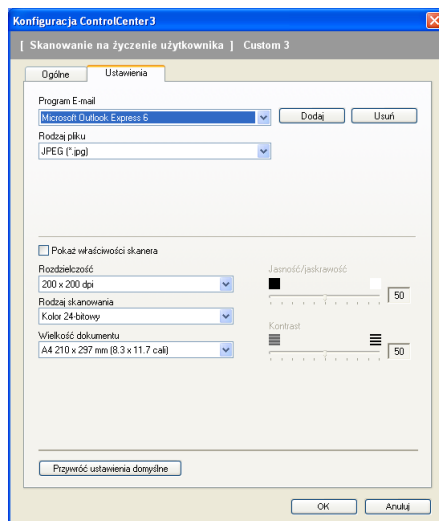 Konfiguracja ControlCenter3
[ Skanowanie na życzenie użytkownika ] Custom 3
Ogólne Ustawienia
Program E-mail
Microsoft Outlook Express 6 Dodaj Usuń
Rodzaj pliku
JPEG (*.jpg)
Pokaż właściwości skanera
Rozdzielczość Jasność/jaskrawość
200 x 200 dpi
50
Rodzaj skanowania
Kolor 24-bitowy
Kontrast
Wielkość dokumentu
A4 210 x 297 mm (8.3 x 11.7 cali) 50
Przywróć ustawienia domyślne
OK Anuluj